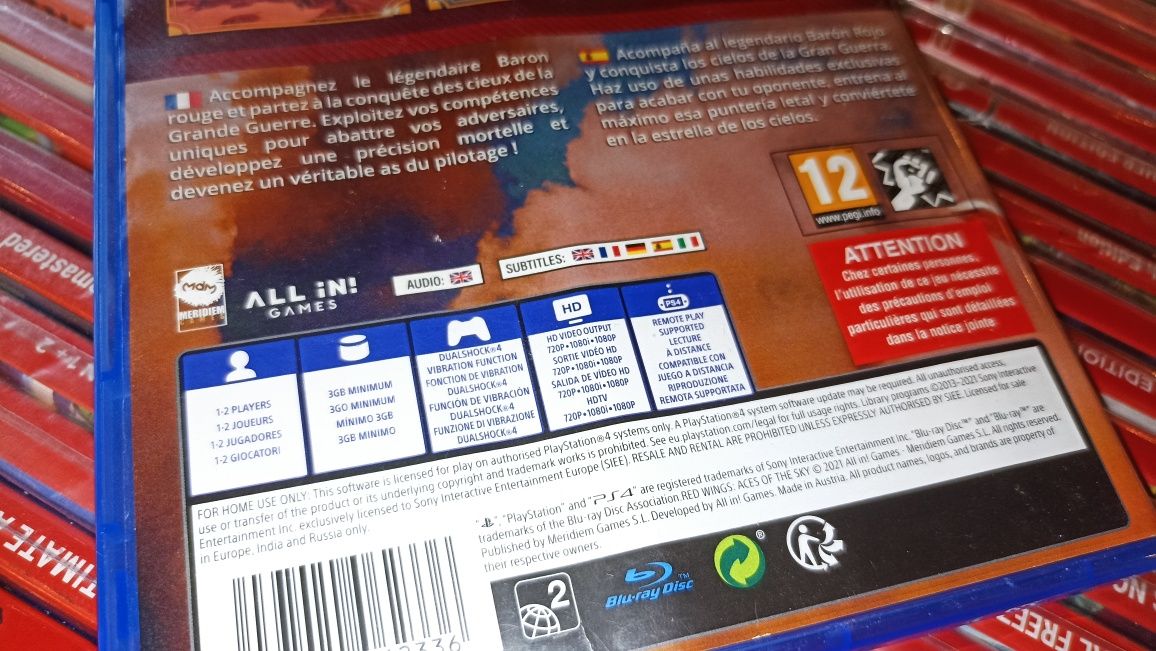 Accompagnez le légendaire Baron
rouge et partez à la conquête des cieux de la
Grande Guerre. Exploitez vos compétences
uniques pour abattre vos adversaires,
développez une précision mortelle et
devenez un véritable as du pilotage !
Acompaña al legendario Barón Rojo
y conquista los cielos de la Gran Guerra.
Haz uso de unas habilidades exclusivas
para acabar con tu oponente, entrena al
máximo esa puntería letal y conviértete
en la estrella de los cielos.
12
www.pegi.info
ATTENTION
Chez certaines personnes,
l'utilisation de ce jeu nécessite
des précautions d'emploi
particulières qui sont détaillées
dans la notice jointe
MDM
MERIDIEM
GAMES
ALL iN!
GAMES
AUDIO:
SUBTITLES:
1-2 PLAYERS
1-2 JOUEURS
1-2 JUGADORES
1-2 GIOCATORI
3GB MINIMUM
3GO MINIMUM
MÍNIMO 3GB
3GB MINIMO
DUALSHOCK®4
VIBRATION FUNCTION
FONCTION DE VIBRATION
DUALSHOCK®4
FUNCIÓN DE VIBRACIÓN
DUALSHOCK®4
FUNZIONE DI VIBRAZIONE
DUALSHOCK®4
HD
HD VIDEO OUTPUT
720P•1080i•1080P
SORTIE VIDÉO HD
720P•1080i•1080P
SALIDA DE VÍDEO HD
720P•1080i•1080P
HDTV
720P•1080i•1080P
PS4
REMOTE PLAY
SUPPORTED
LECTURE
À DISTANCE
COMPATIBLE CON
JUEGO A DISTANCIA
RIPRODUZIONE
REMOTA SUPPORTATA
FOR HOME USE ONLY: This software is licensed for play on authorised PlayStation®4 systems only. A PlayStation®4 system software update may be required. All unauthorised access,
use or transfer of the product or its underlying copyright and trademark works is prohibited. See eu.playstation.com/legal for full usage rights. Library programs ©2013-2021 Sony Interactive
Entertainment Inc. exclusively licensed to Sony Interactive Entertainment Europe (SIEE). RESALE AND RENTAL ARE PROHIBITED UNLESS EXPRESSLY AUTHORISED BY SIEE. Licensed for sale
in Europe, India and Russia only.
"PlayStation" and "PS4" are registered trademarks of Sony Interactive Entertainment Inc. "Blu-ray Disc™" and "Blu-ray™" are
trademarks of the Blu-ray Disc Association.RED WINGS: ACES OF THE SKY © 2021 All in! Games - Meridiem Games S.L. All rights reserved.
Published by Meridiem Games S.L. Developed by All in! Games. Made in Austria. All product names, logos, and brands are property of
their respective owners.
2
Blu-ray Disc™
®
mastered
TIMATE
EDITION